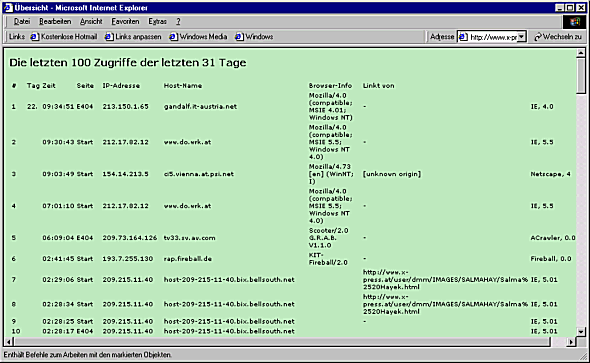 Übersicht - Microsoft Internet Explorer
Datei Bearbeiten Ansicht Favoriten Extras ?
Links Kostenlose Hotmail Links anpassen Windows Media Windows Adresse http://www.x-pr Wechseln zu
Die letzten 100 Zugriffe der letzten 31 Tage
# Tag Zeit Seite IP-Adresse Host-Name Browser-Info Linkt von
1 22. 09:34:51 E404 213.150.1.65 gandalf.it-austria.net Mozilla/4.0 (compatible; MSIE 4.01; Windows NT) - IE, 4.0
2 09:30:43 Start 212.17.82.12 www.do.wrk.at Mozilla/4.0 (compatible; MSIE 5.5; Windows NT 4.0) - IE, 5.5
3 09:03:49 Start 154.14.213.5 ci5.vienna.at.psi.net Mozilla/4.73 [en] (WinNT; I) [unknown origin] Netscape, 4
4 07:01:10 Start 212.17.82.12 www.do.wrk.at Mozilla/4.0 (compatible; MSIE 5.5; Windows NT 4.0) - IE, 5.5
5 06:09:04 E404 209.73.164.126 tv33.sv.av.com Scooter/2.0 G.R.A.B. V1.1.0 - ACrawler, 0.0
6 02:41:45 Start 193.7.255.130 rap.fireball.de KIT-Fireball/2.0 - Fireball, 0.0
7 02:29:06 Start 209.215.11.40 host-209-215-11-40.bix.bellsouth.net http://www.x-press.at/user/dmm/IMAGES/SALMAHAY/Salma%2520Hayek.html IE, 5.01
8 02:28:34 Start 209.215.11.40 host-209-215-11-40.bix.bellsouth.net http://www.x-press.at/user/dmm/IMAGES/SALMAHAY/Salma%2520Hayek.html IE, 5.01
9 02:28:25 Start 209.215.11.40 host-209-215-11-40.bix.bellsouth.net - IE, 5.01
10 02:28:17 E404 209.215.11.40 host-209-215-11-40.bix.bellsouth.net - IE, 5.01
Enthält Befehle zum Arbeiten mit den markierten Objekten.